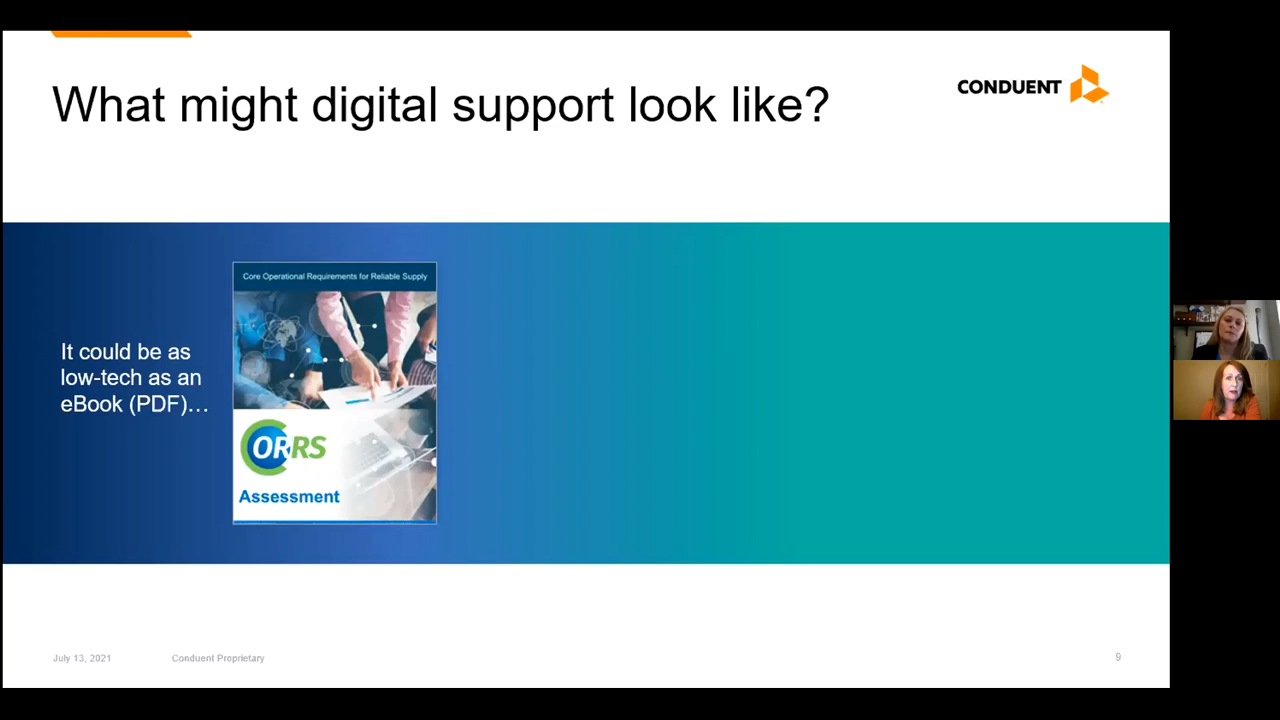 What might digital support look like?
CONDUENT
It could be as
low-tech as an
eBook (PDF)…
Core Operational Requirements for Reliable Supply
CORRS
Assessment
July 13, 2021
Conduent Proprietary
9